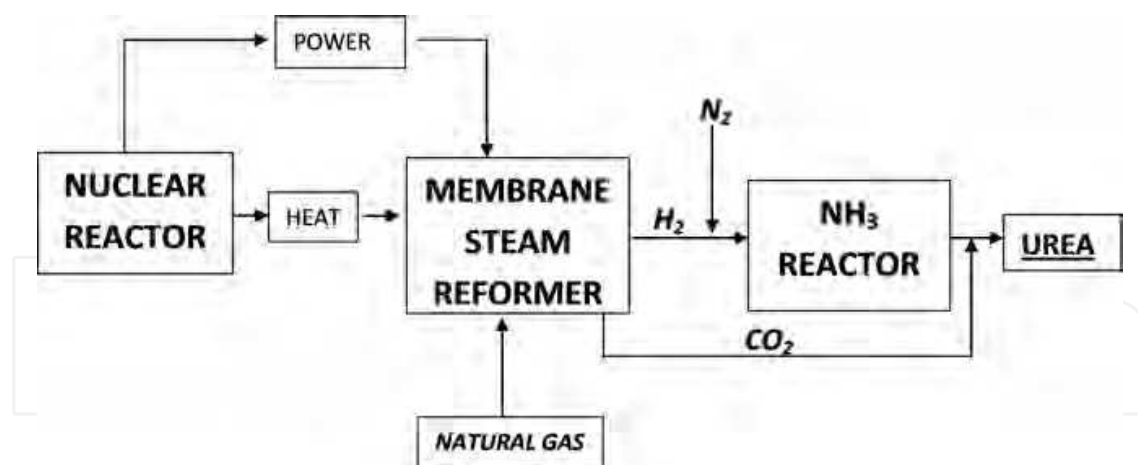 POWER
NUCLEAR
REACTOR
HEAT
MEMBRANE
STEAM
REFORMER
N₂
H₂
NH₃
REACTOR
UREA
CO₂
NATURAL GAS